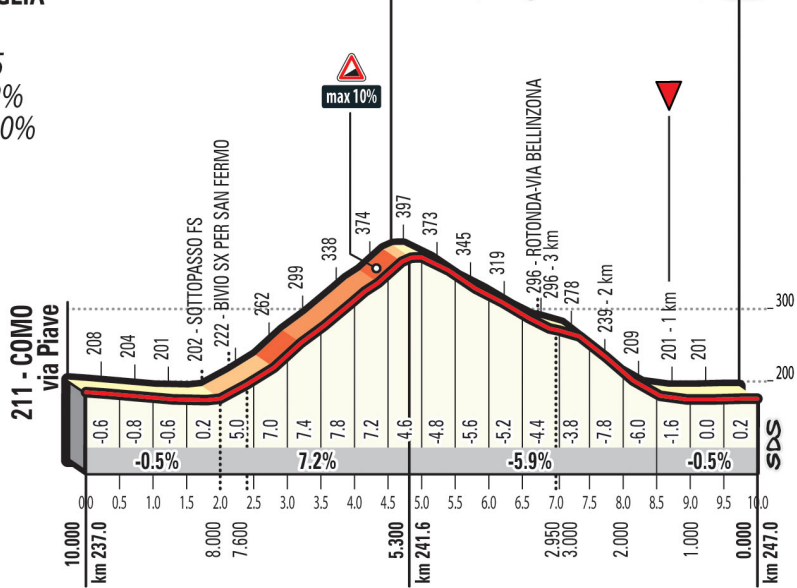 5
%
0%
max 10%
211 - COMO
via Piave
208
204
201
202 - SOTTOPASSO FS
222 - BIVIO SX PER SAN FERMO
262
299
338
374
397
373
345
319
296 - ROTONDA-VIA BELLINZONA
296 - 3 km
278
239 - 2 km
209
201 - 1 km
201
300
200
-0.6 -0.8 -0.6 0.2 5.0 7.0 7.4 7.8 7.2 4.6 -4.8 -5.6 -5.2 -4.4 -3.8 -7.8 -6.0 -1.6 0.0 0.2
-0.5% 7.2% -5.9% -0.5%
SDS
0.0 0.5 1.0 1.5 2.0 2.5 3.0 3.5 4.0 4.5 5.0 5.5 6.0 6.5 7.0 7.5 8.0 8.5 9.0 9.5 10.0
10.000
km 237.0
8.000
7.600
5.300
km 241.6
2.950
3.000
2.000
1.000
0.000
km 247.0